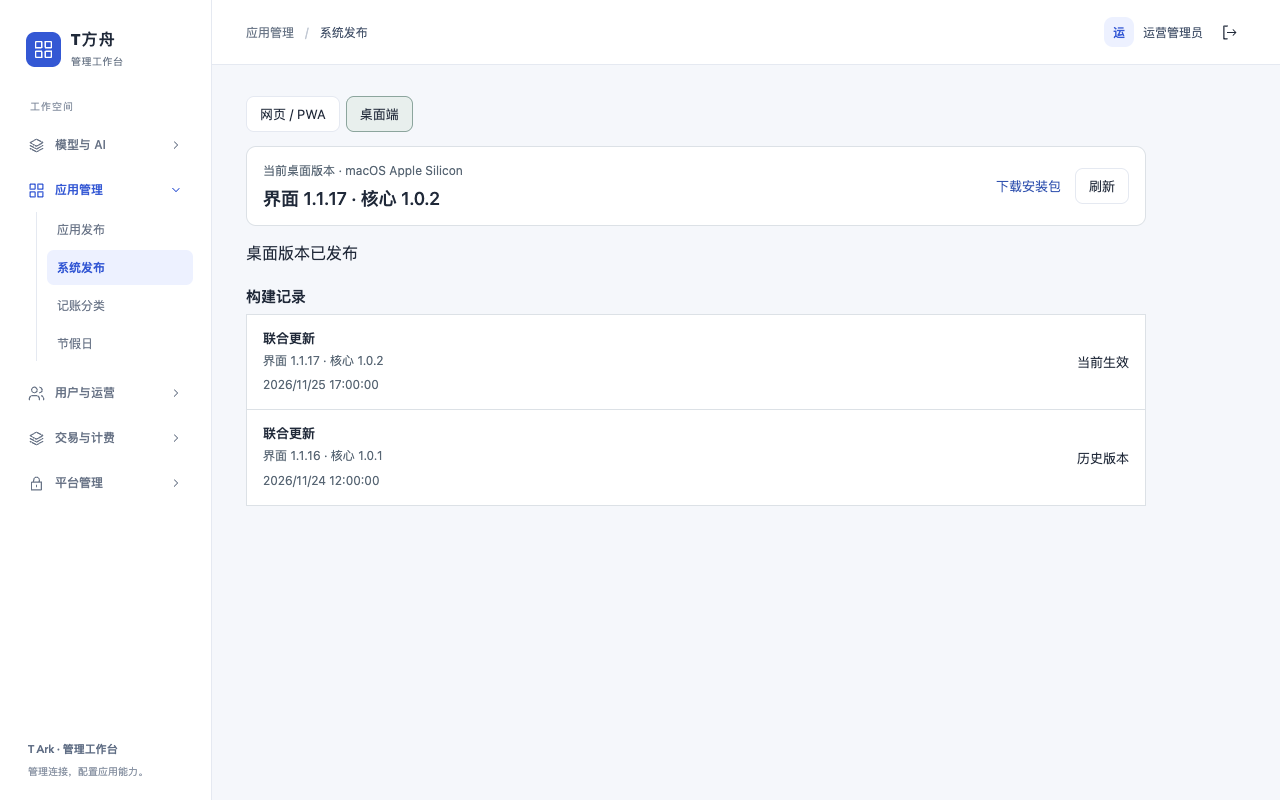 T方舟
管理工作台
工作空间
模型与 AI
应用管理
应用发布
系统发布
记账分类
节假日
用户与运营
交易与计费
平台管理
T Ark · 管理工作台
管理连接，配置应用能力。
应用管理 / 系统发布
运 运营管理员
网页 / PWA 桌面端
当前桌面版本 · macOS Apple Silicon
界面 1.1.17 · 核心 1.0.2
下载安装包 刷新
桌面版本已发布
构建记录
联合更新
界面 1.1.17 · 核心 1.0.2
2026/11/25 17:00:00
当前生效
联合更新
界面 1.1.16 · 核心 1.0.1
2026/11/24 12:00:00
历史版本